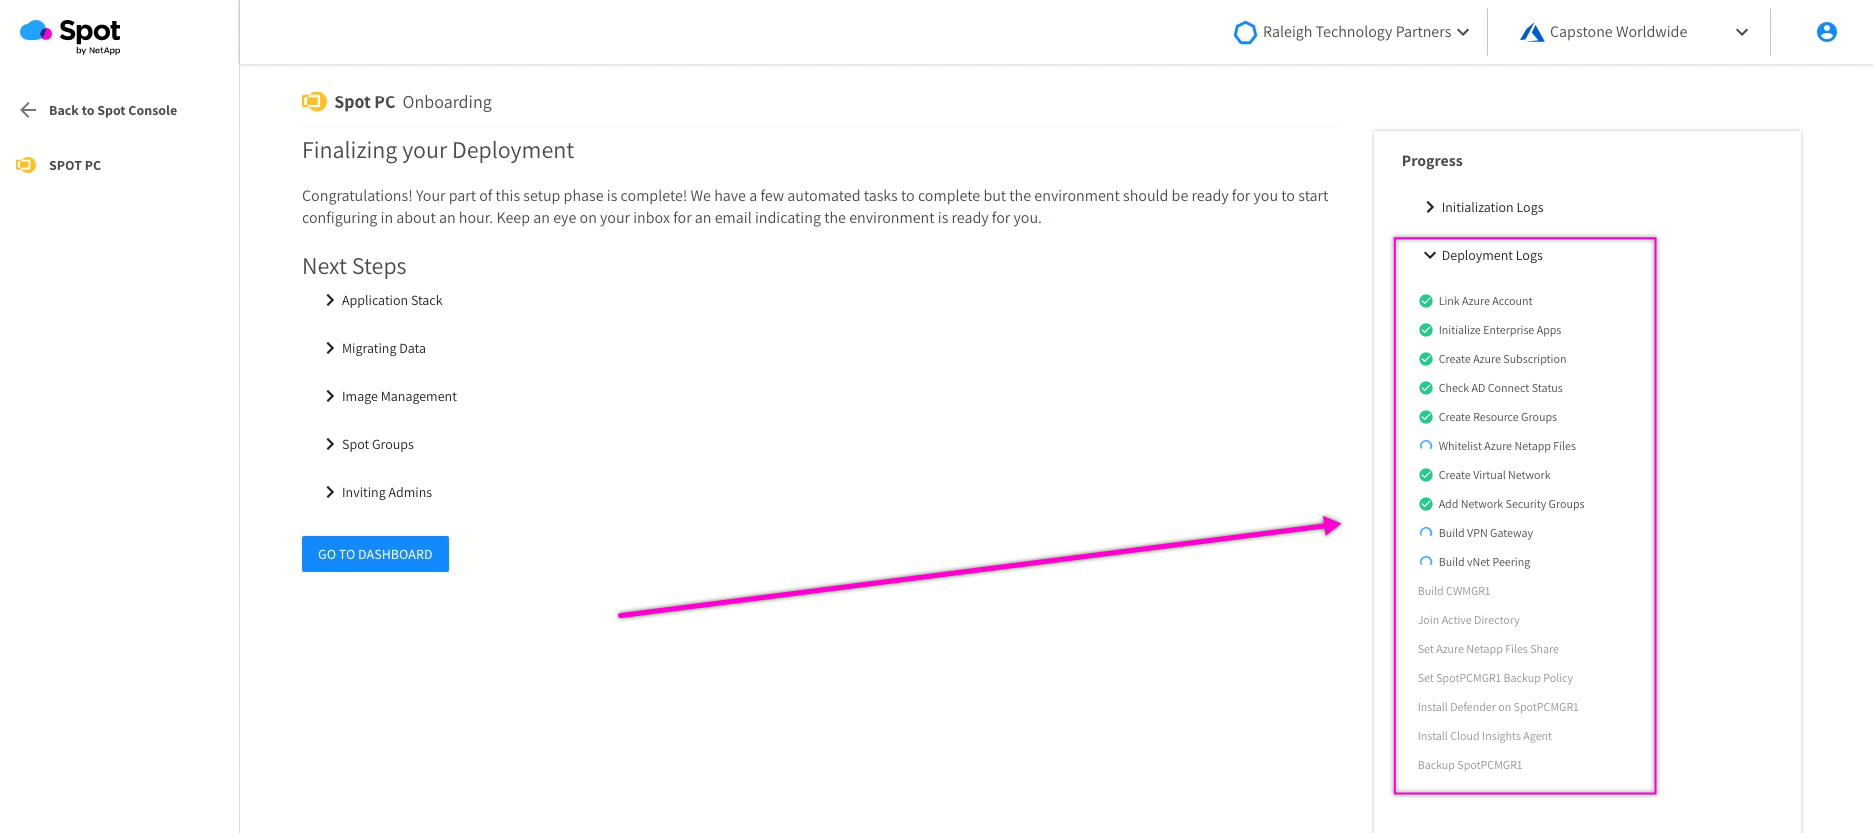 Spot
by NetApp
Raleigh Technology Partners
Capstone Worldwide
Back to Spot Console
SPOT PC
Spot PC Onboarding
Finalizing your Deployment
Congratulations! Your part of this setup phase is complete! We have a few automated tasks to complete but the environment should be ready for you to start
configuring in about an hour. Keep an eye on your inbox for an email indicating the environment is ready for you.
Next Steps
Application Stack
Migrating Data
Image Management
Spot Groups
Inviting Admins
GO TO DASHBOARD
Progress
Initialization Logs
Deployment Logs
Link Azure Account
Initialize Enterprise Apps
Create Azure Subscription
Check AD Connect Status
Create Resource Groups
Whitelist Azure Netapp Files
Create Virtual Network
Add Network Security Groups
Build VPN Gateway
Build vNet Peering
Build CWMGR1
Join Active Directory
Set Azure Netapp Files Share
Set SpotPCMGR1 Backup Policy
Install Defender on SpotPCMGR1
Install Cloud Insights Agent
Backup SpotPCMGR1